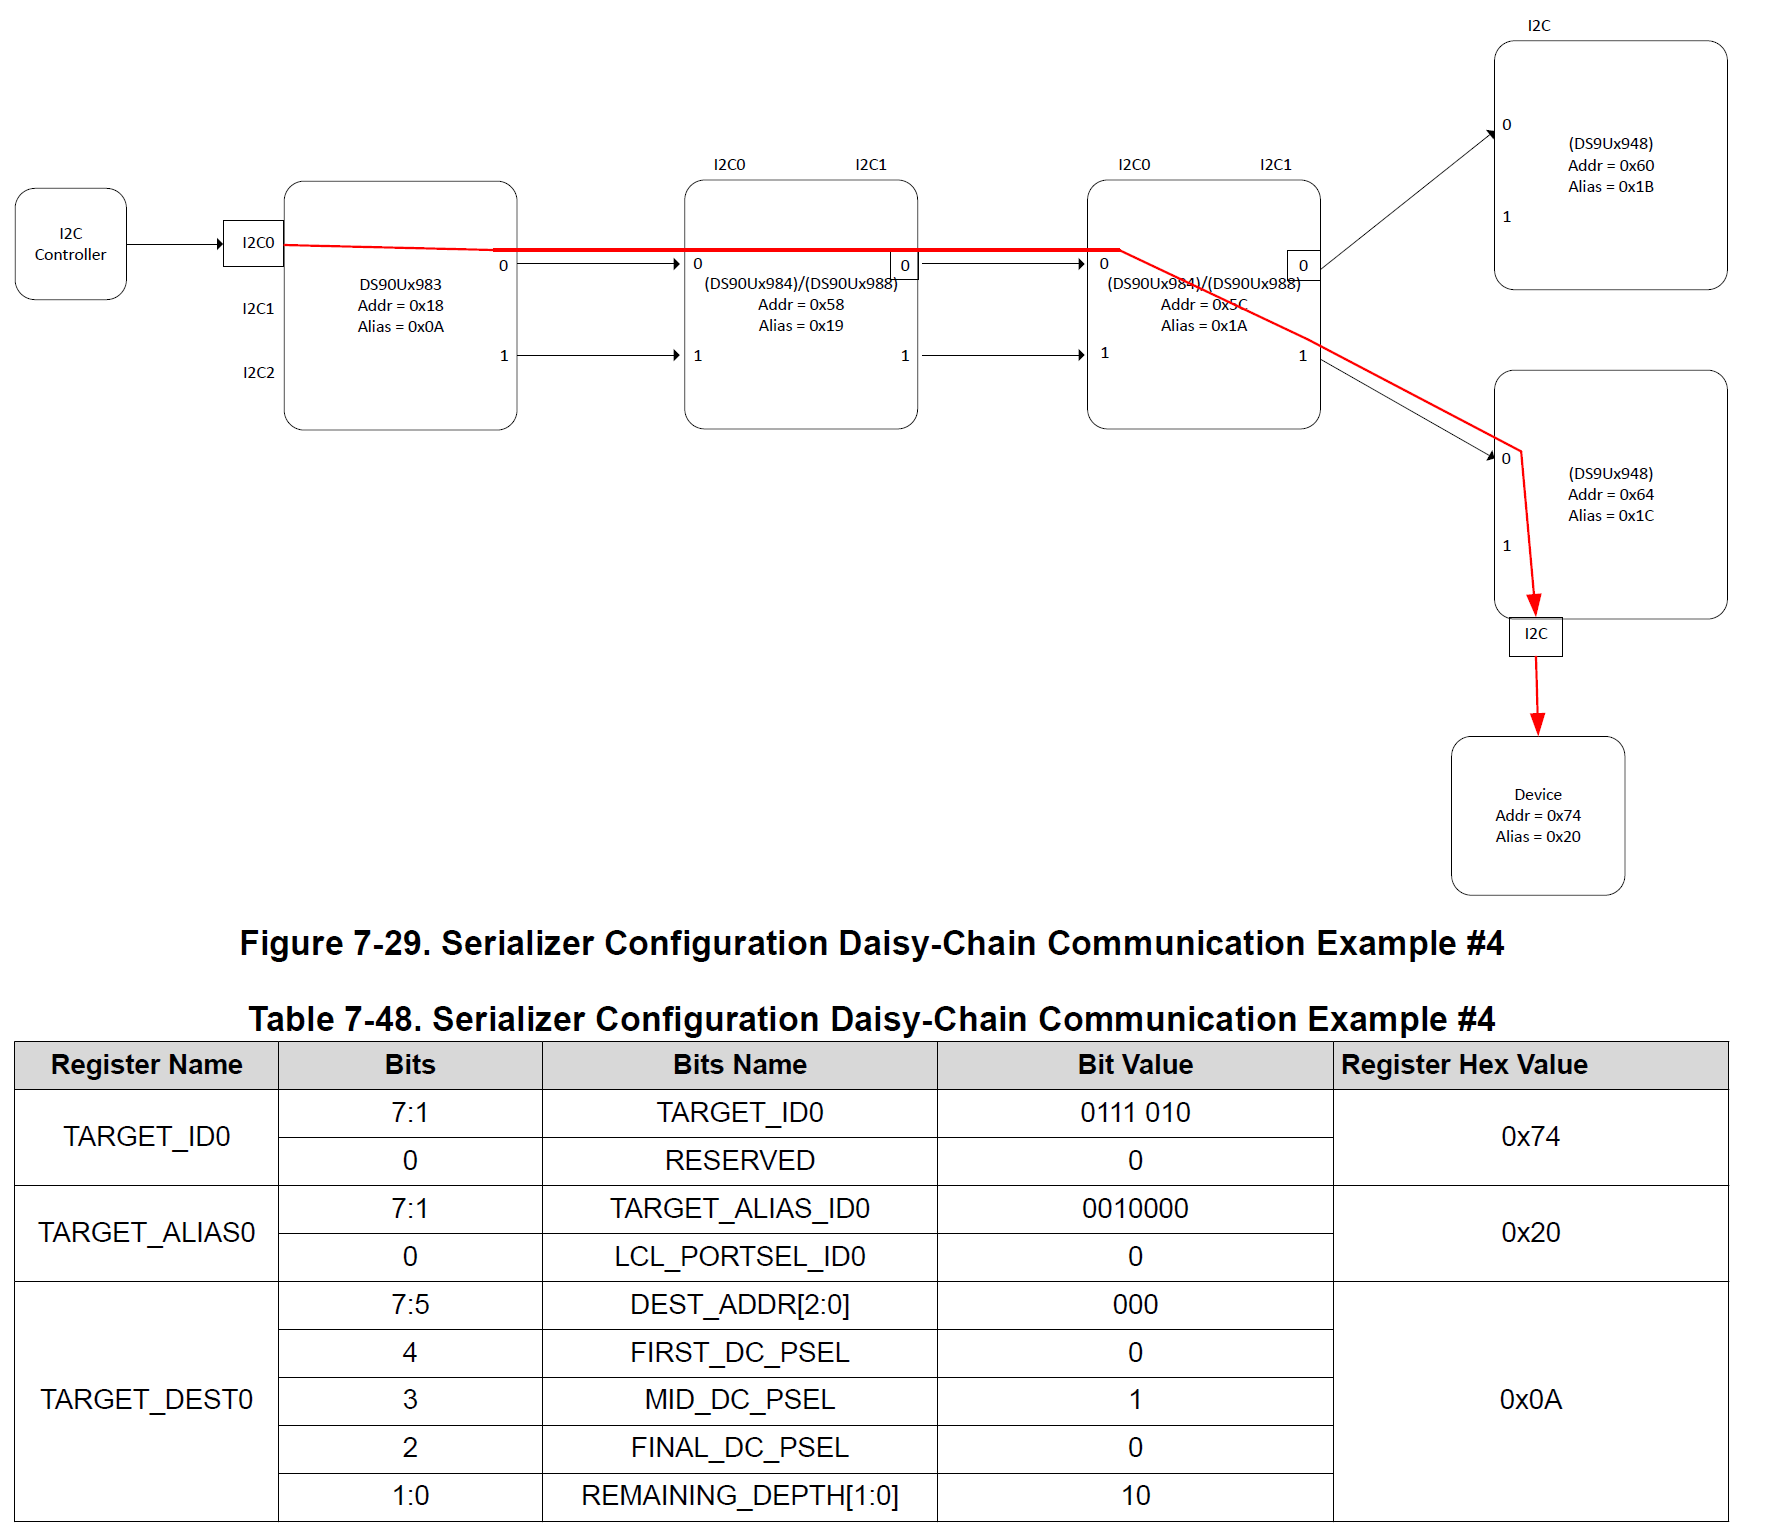 I2C
Controller
I2C0
I2C1
I2C2
DS90Ux983
Addr = 0x18
Alias = 0x0A
0
1
I2C0
I2C1
0
0
(DS90Ux984)/(DS90Ux988)
Addr = 0x58
Alias = 0x19
1
1
I2C0
I2C1
0
0
(DS90Ux984)/(DS90Ux988)
Addr = 0x5C
Alias = 0x1A
1
1
I2C
0
(DS9Ux948)
Addr = 0x60
Alias = 0x1B
1
0
(DS9Ux948)
Addr = 0x64
Alias = 0x1C
1
I2C
Device
Addr = 0x74
Alias = 0x20
Figure 7-29. Serializer Configuration Daisy-Chain Communication Example #4
Table 7-48. Serializer Configuration Daisy-Chain Communication Example #4
Register Name Bits Bits Name Bit Value Register Hex Value
TARGET_ID0 7:1 TARGET_ID0 0111 010 0x74
0 RESERVED 0
TARGET_ALIAS0 7:1 TARGET_ALIAS_ID0 0010000 0x20
0 LCL_PORTSEL_ID0 0
TARGET_DEST0 7:5 DEST_ADDR[2:0] 000 0x0A
4 FIRST_DC_PSEL 0
3 MID_DC_PSEL 1
2 FINAL_DC_PSEL 0
1:0 REMAINING_DEPTH[1:0] 10